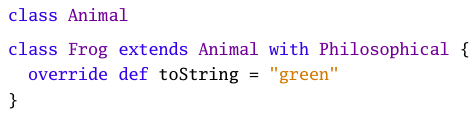 class Animal
class Frog extends Animal with Philosophical {
  override def toString = "green"
}